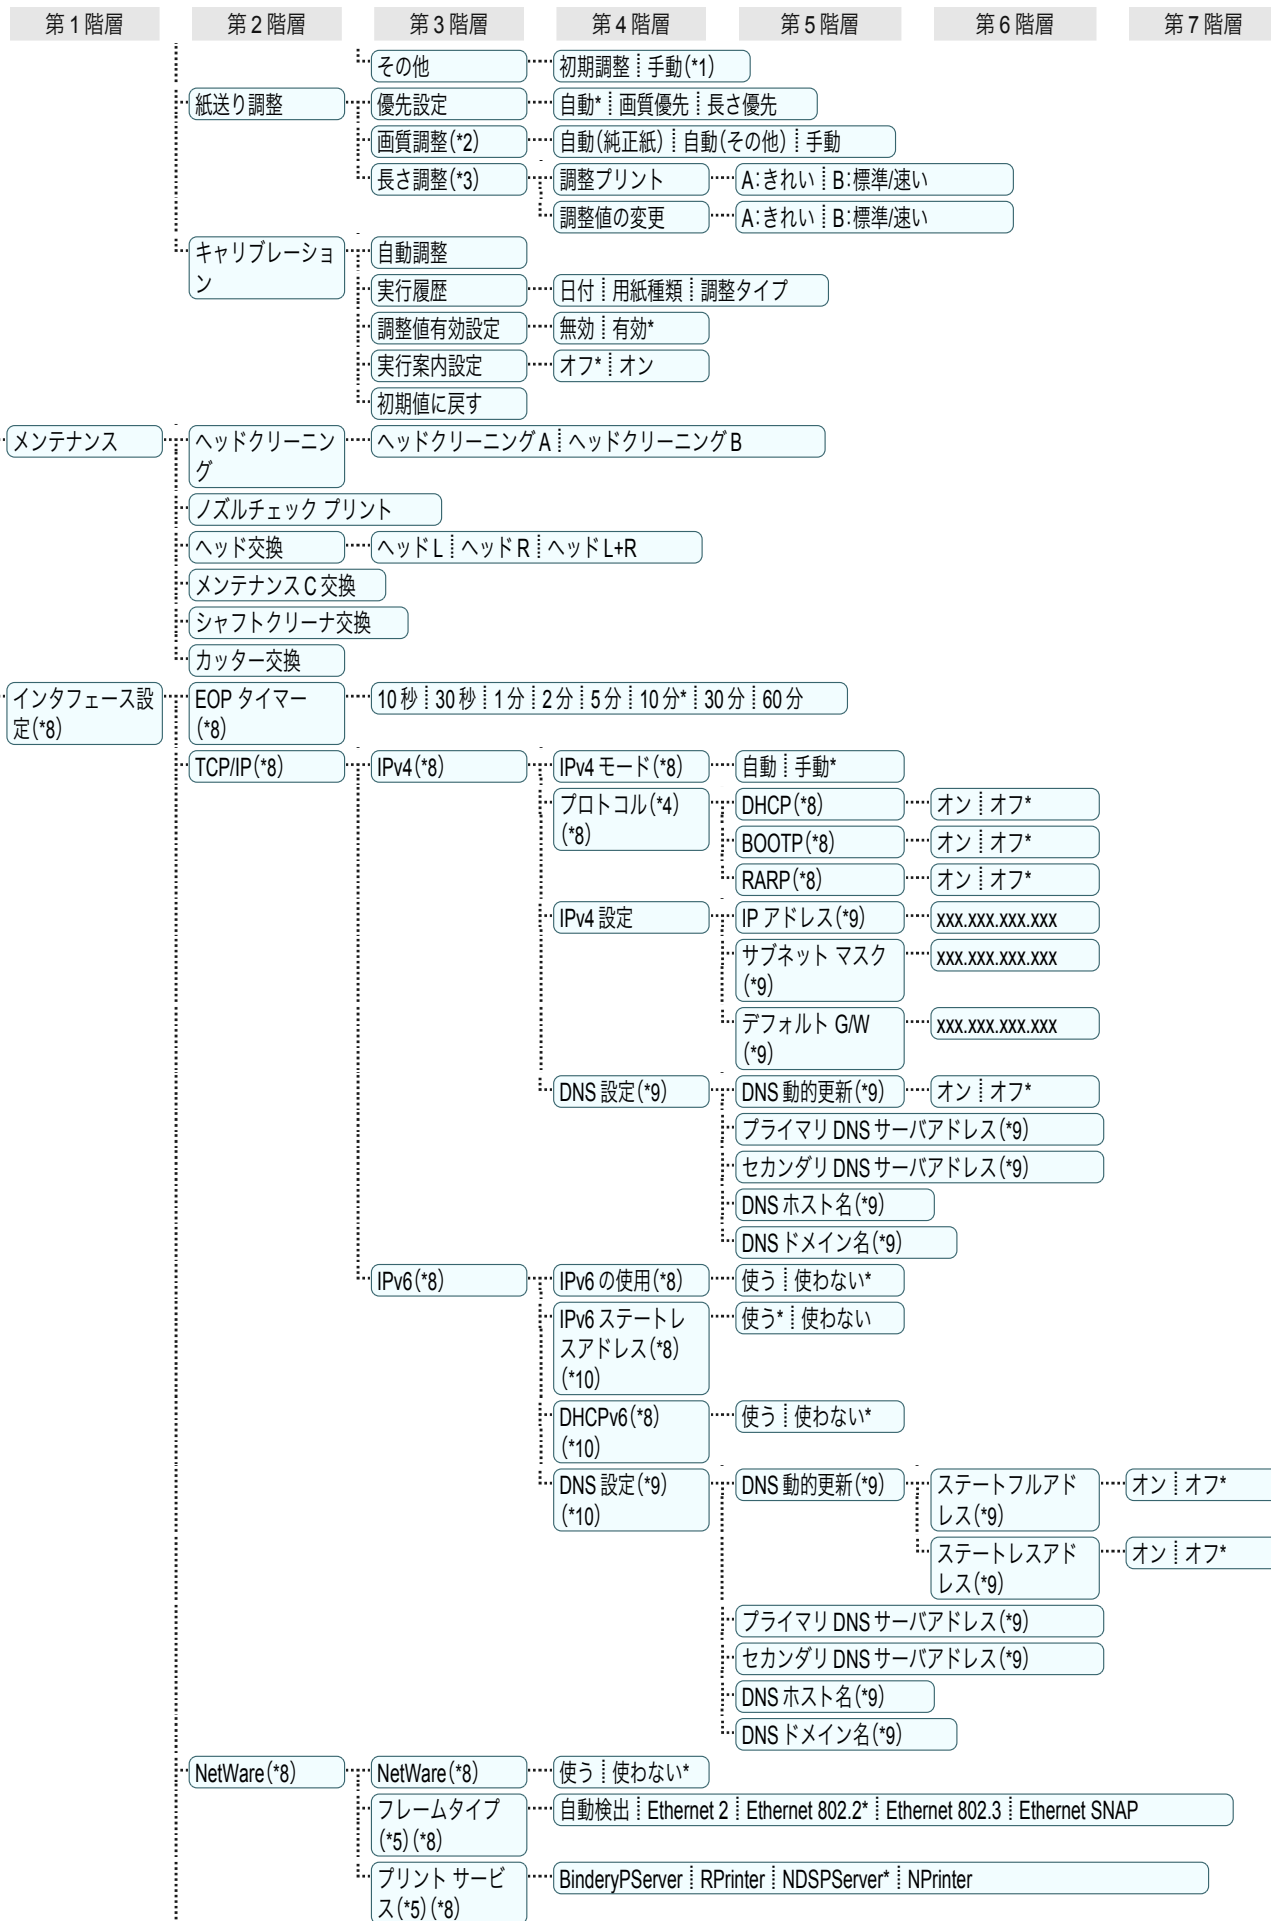 第1階層 第2階層 第3階層 第4階層 第5階層 第6階層 第7階層
その他 初期調整 手動(*1)
紙送り調整 優先設定 自動* 画質優先 長さ優先
画質調整(*2) 自動(純正紙) 自動(その他) 手動
長さ調整(*3) 調整プリント A:きれい B:標準/速い
調整値の変更 A:きれい B:標準/速い
キャリブレーショ
ン
自動調整
実行履歴 日付 用紙種類 調整タイプ
調整値有効設定 無効 有効*
実行案内設定 オフ* オン
初期値に戻す
メンテナンス
ヘッドクリーニン
グ
ヘッドクリーニングA ヘッドクリーニングB
ノズルチェック プリント
ヘッド交換 ヘッドL ヘッドR ヘッドL+R
メンテナンスC交換
シャフトクリーナ交換
カッター交換
インタフェース設
定(*8)
EOP タイマー
(*8)
10秒 30秒 1分 2分 5分 10分* 30分 60分
TCP/IP(*8) IPv4(*8) IPv4 モード(*8) 自動 手動*
プロトコル(*4)
(*8)
DHCP(*8) オン オフ*
BOOTP(*8) オン オフ*
RARP(*8) オン オフ*
IPv4 設定 IP アドレス(*9) xxx.xxx.xxx.xxx
サブネット マスク
(*9)
xxx.xxx.xxx.xxx
デフォルト G/W
(*9)
xxx.xxx.xxx.xxx
DNS 設定(*9) DNS 動的更新(*9) オン オフ*
プライマリ DNS サーバアドレス(*9)
セカンダリ DNS サーバアドレス(*9)
DNS ホスト名(*9)
DNS ドメイン名(*9)
IPv6(*8) IPv6 の使用(*8) 使う 使わない*
IPv6 ステートレ
スアドレス(*8)
(*10)
使う* 使わない
DHCPv6(*8)
(*10)
使う 使わない*
DNS 設定(*9)
(*10)
DNS 動的更新(*9)
ステートフルアド
レス(*9)
オン オフ*
ステートレスアド
レス(*9)
オン オフ*
プライマリ DNS サーバアドレス(*9)
セカンダリ DNS サーバアドレス(*9)
DNS ホスト名(*9)
DNS ドメイン名(*9)
NetWare(*8) NetWare(*8) 使う 使わない*
フレームタイプ
(*5)(*8)
自動検出 Ethernet 2 Ethernet 802.2* Ethernet 802.3 Ethernet SNAP
プリント サービ
ス(*5)(*8)
BinderyPServer RPrinter NDSPServer* NPrinter